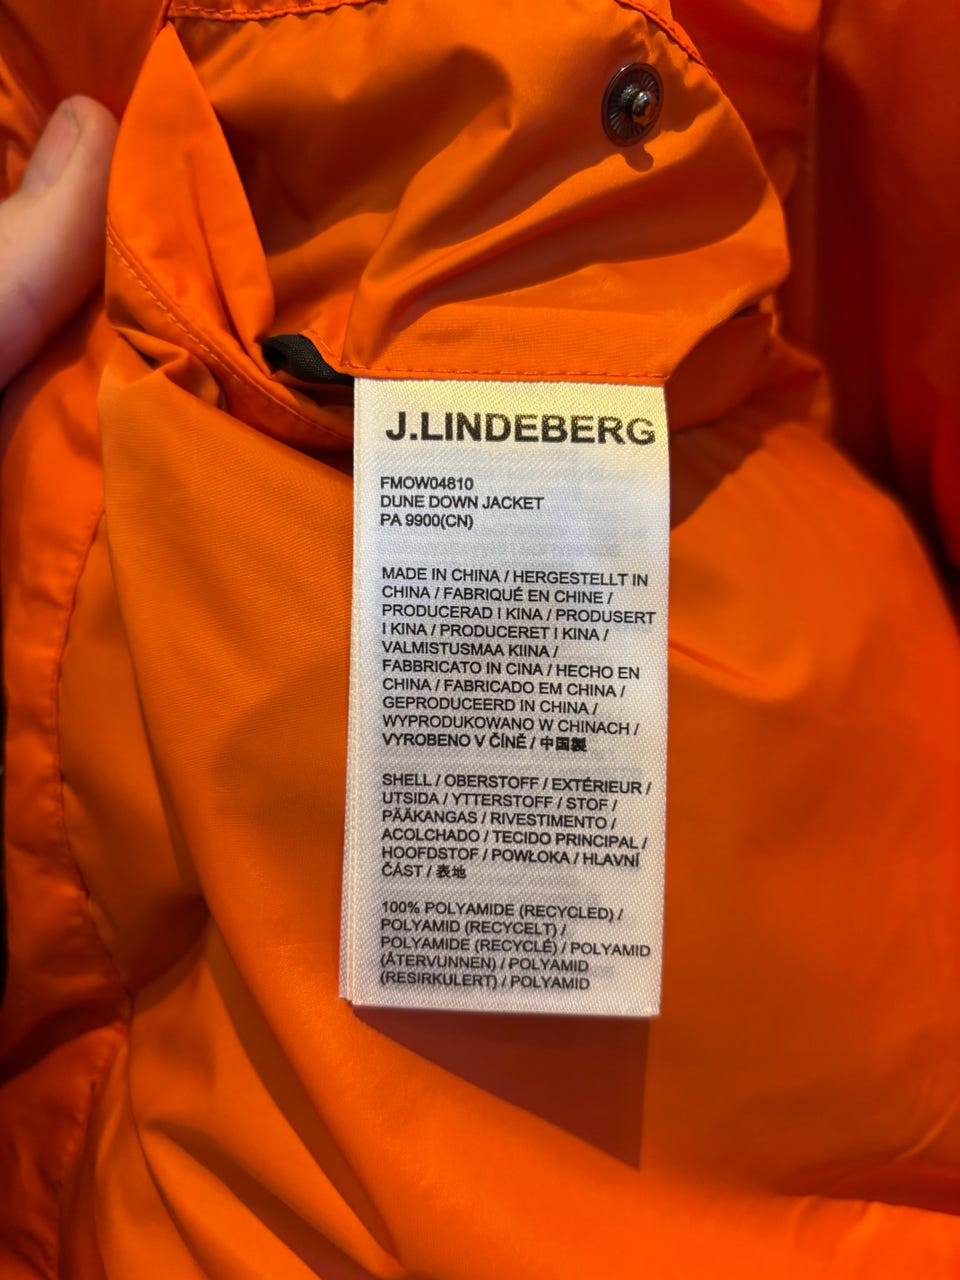 J.LINDEBERG
FMOW04810
DUNE DOWN JACKET
PA 9900(CN)
MADE IN CHINA / HERGESTELLT IN
CHINA / FABRIQUÉ EN CHINE /
PRODUCERAD I KINA / PRODUSERT
I KINA / PRODUCERET I KINA /
VALMISTUSMAA KIINA /
FABBRICATO IN CINA / HECHO EN
CHINA / FABRICADO EM CHINA /
GEPRODUCEERD IN CHINA /
WYPRODUKOWANO W CHINACH /
VYROBENO V ČÍNĚ / 中国製
SHELL / OBERSTOFF / EXTÉRIEUR /
UTSIDA / YTTERSTOFF / STOF /
PÄÄKANGAS / RIVESTIMENTO /
ACOLCHADO / TECIDO PRINCIPAL /
HOOFDSTOF / POWŁOKA / HLAVNÍ
ČÁST / 表地
100% POLYAMIDE (RECYCLED) /
POLYAMID (RECYCELT) /
POLYAMIDE (RECYCLÉ) / POLYAMID
(ÅTERVUNNEN) / POLYAMID
(RESIRKULERT) / POLYAMID